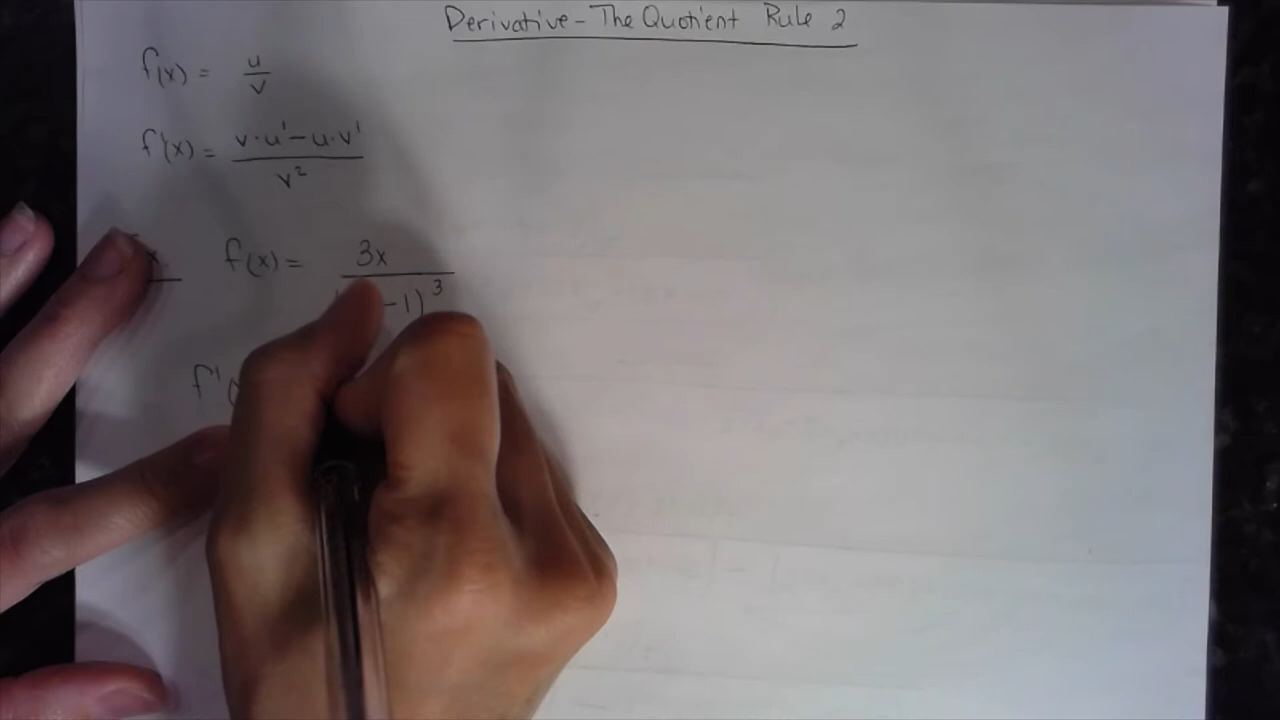 Derivative - The Quotient Rule 2
f(x) = u/v
f'(x) = v·u' - u·v' / v²
x f(x) = 3x
-1)³
f'(